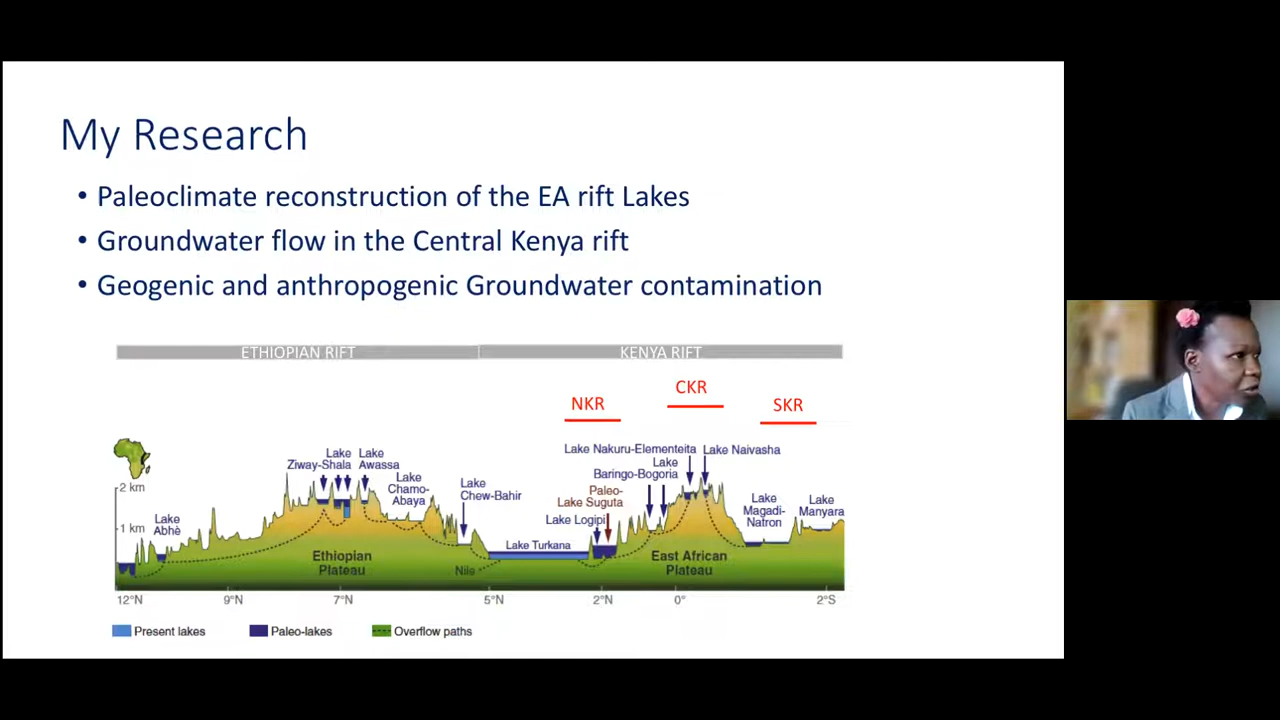 My Research
• Paleoclimate reconstruction of the EA rift Lakes
• Groundwater flow in the Central Kenya rift
• Geogenic and anthropogenic Groundwater contamination
ETHIOPIAN RIFT
KENYA RIFT
NKR
CKR
SKR
2 km
1 km
Lake
Abhè
Lake
Ziway-Shala
Lake
Awassa
Lake
Chamo-
Abaya
Lake
Chew-Bahir
Lake Turkana
Nile
Lake Logipi
Paleo-
Lake Suguta
Lake
Baringo-Bogoria
Lake Nakuru-Elementeita
Lake Naivasha
Lake
Magadi-
Natron
Lake
Manyara
Ethiopian
Plateau
East African
Plateau
12°N
9°N
7°N
5°N
2°N
0°
2°S
Present lakes
Paleo-lakes
Overflow paths